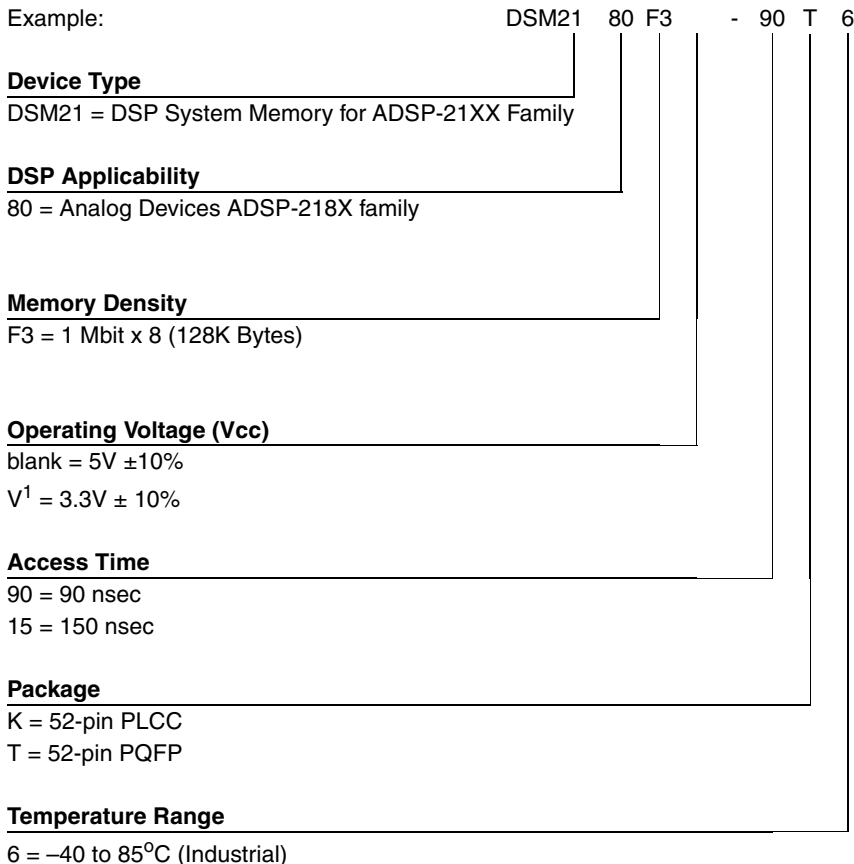 Example: DSM21 80 F3 - 90 T 6
Device Type
DSM21 = DSP System Memory for ADSP-21XX Family
DSP Applicability
80 = Analog Devices ADSP-218X family
Memory Density
F3 = 1 Mbit x 8 (128K Bytes)
Operating Voltage (Vcc)
blank = 5V ±10%
V¹ = 3.3V ± 10%
Access Time
90 = 90 nsec
15 = 150 nsec
Package
K = 52-pin PLCC
T = 52-pin PQFP
Temperature Range
6 = –40 to 85ºC (Industrial)